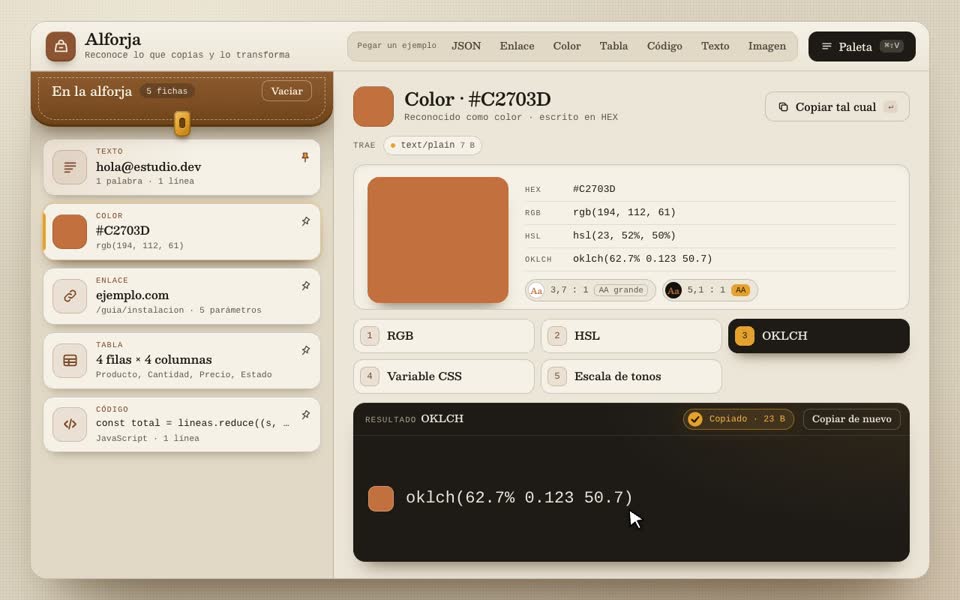 Alforja
Reconoce lo que copias y lo transforma
Pegar un ejemplo JSON Enlace Color Tabla Código Texto Imagen
Paleta ⌘⇧V
En la alforja 5 fichas Vaciar
TEXTO
hola@estudio.dev
1 palabra · 1 línea
COLOR
#C2703D
rgb(194, 112, 61)
ENLACE
ejemplo.com
/guia/instalacion · 5 parámetros
TABLA
4 filas × 4 columnas
Producto, Cantidad, Precio, Estado
CÓDIGO
const total = lineas.reduce((s, …
JavaScript · 1 línea
Color · #C2703D
Reconocido como color · escrito en HEX
Copiar tal cual ↵
TRAE text/plain 7 B
HEX #C2703D
RGB rgb(194, 112, 61)
HSL hsl(23, 52%, 50%)
OKLCH oklch(62.7% 0.123 50.7)
Aa 3,7 : 1 AA grande Aa 5,1 : 1 AA
1 RGB
2 HSL
3 OKLCH
4 Variable CSS
5 Escala de tonos
RESULTADO OKLCH Copiado · 23 B Copiar de nuevo
oklch(62.7% 0.123 50.7)